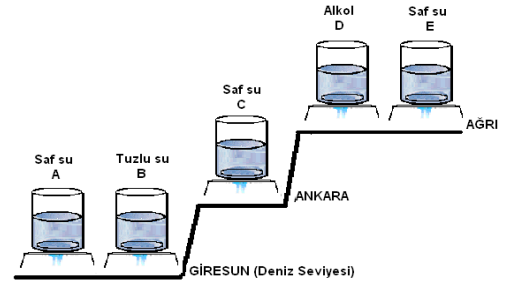 Alkol
D
Saf su
E
Saf su
C
AĞRI
Saf su
A
Tuzlu su
B
ANKARA
GİRESUN (Deniz Seviyesi)